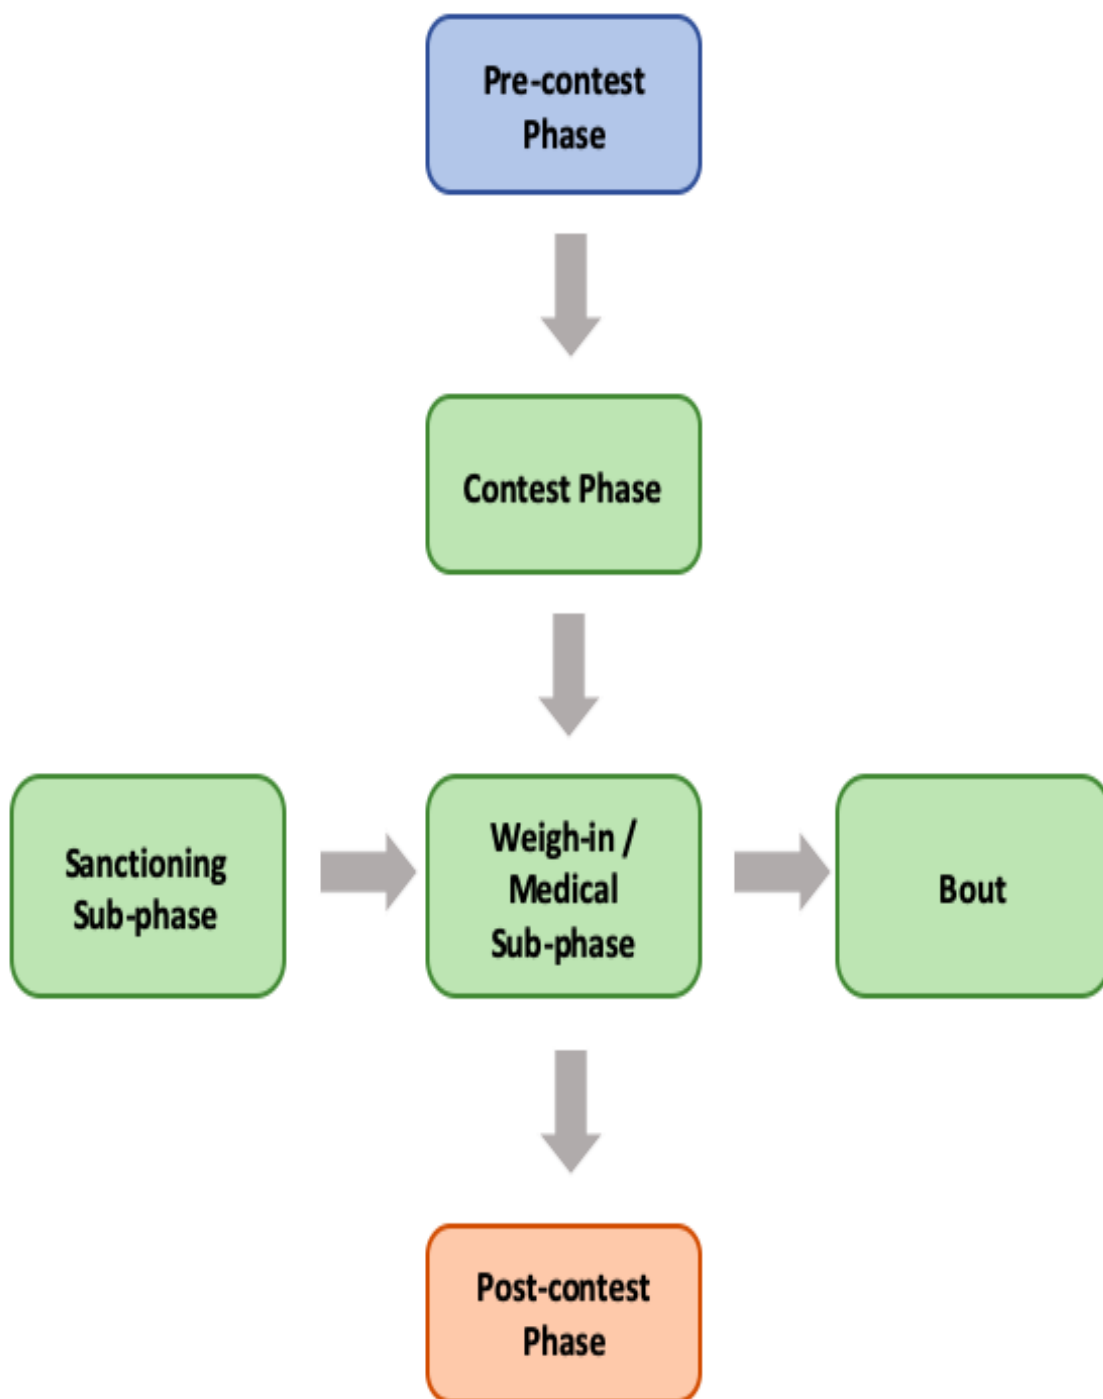 Pre-contest
Phase
Contest Phase
Sanctioning
Sub-phase
Weigh-in /
Medical
Sub-phase
Bout
Post-contest
Phase